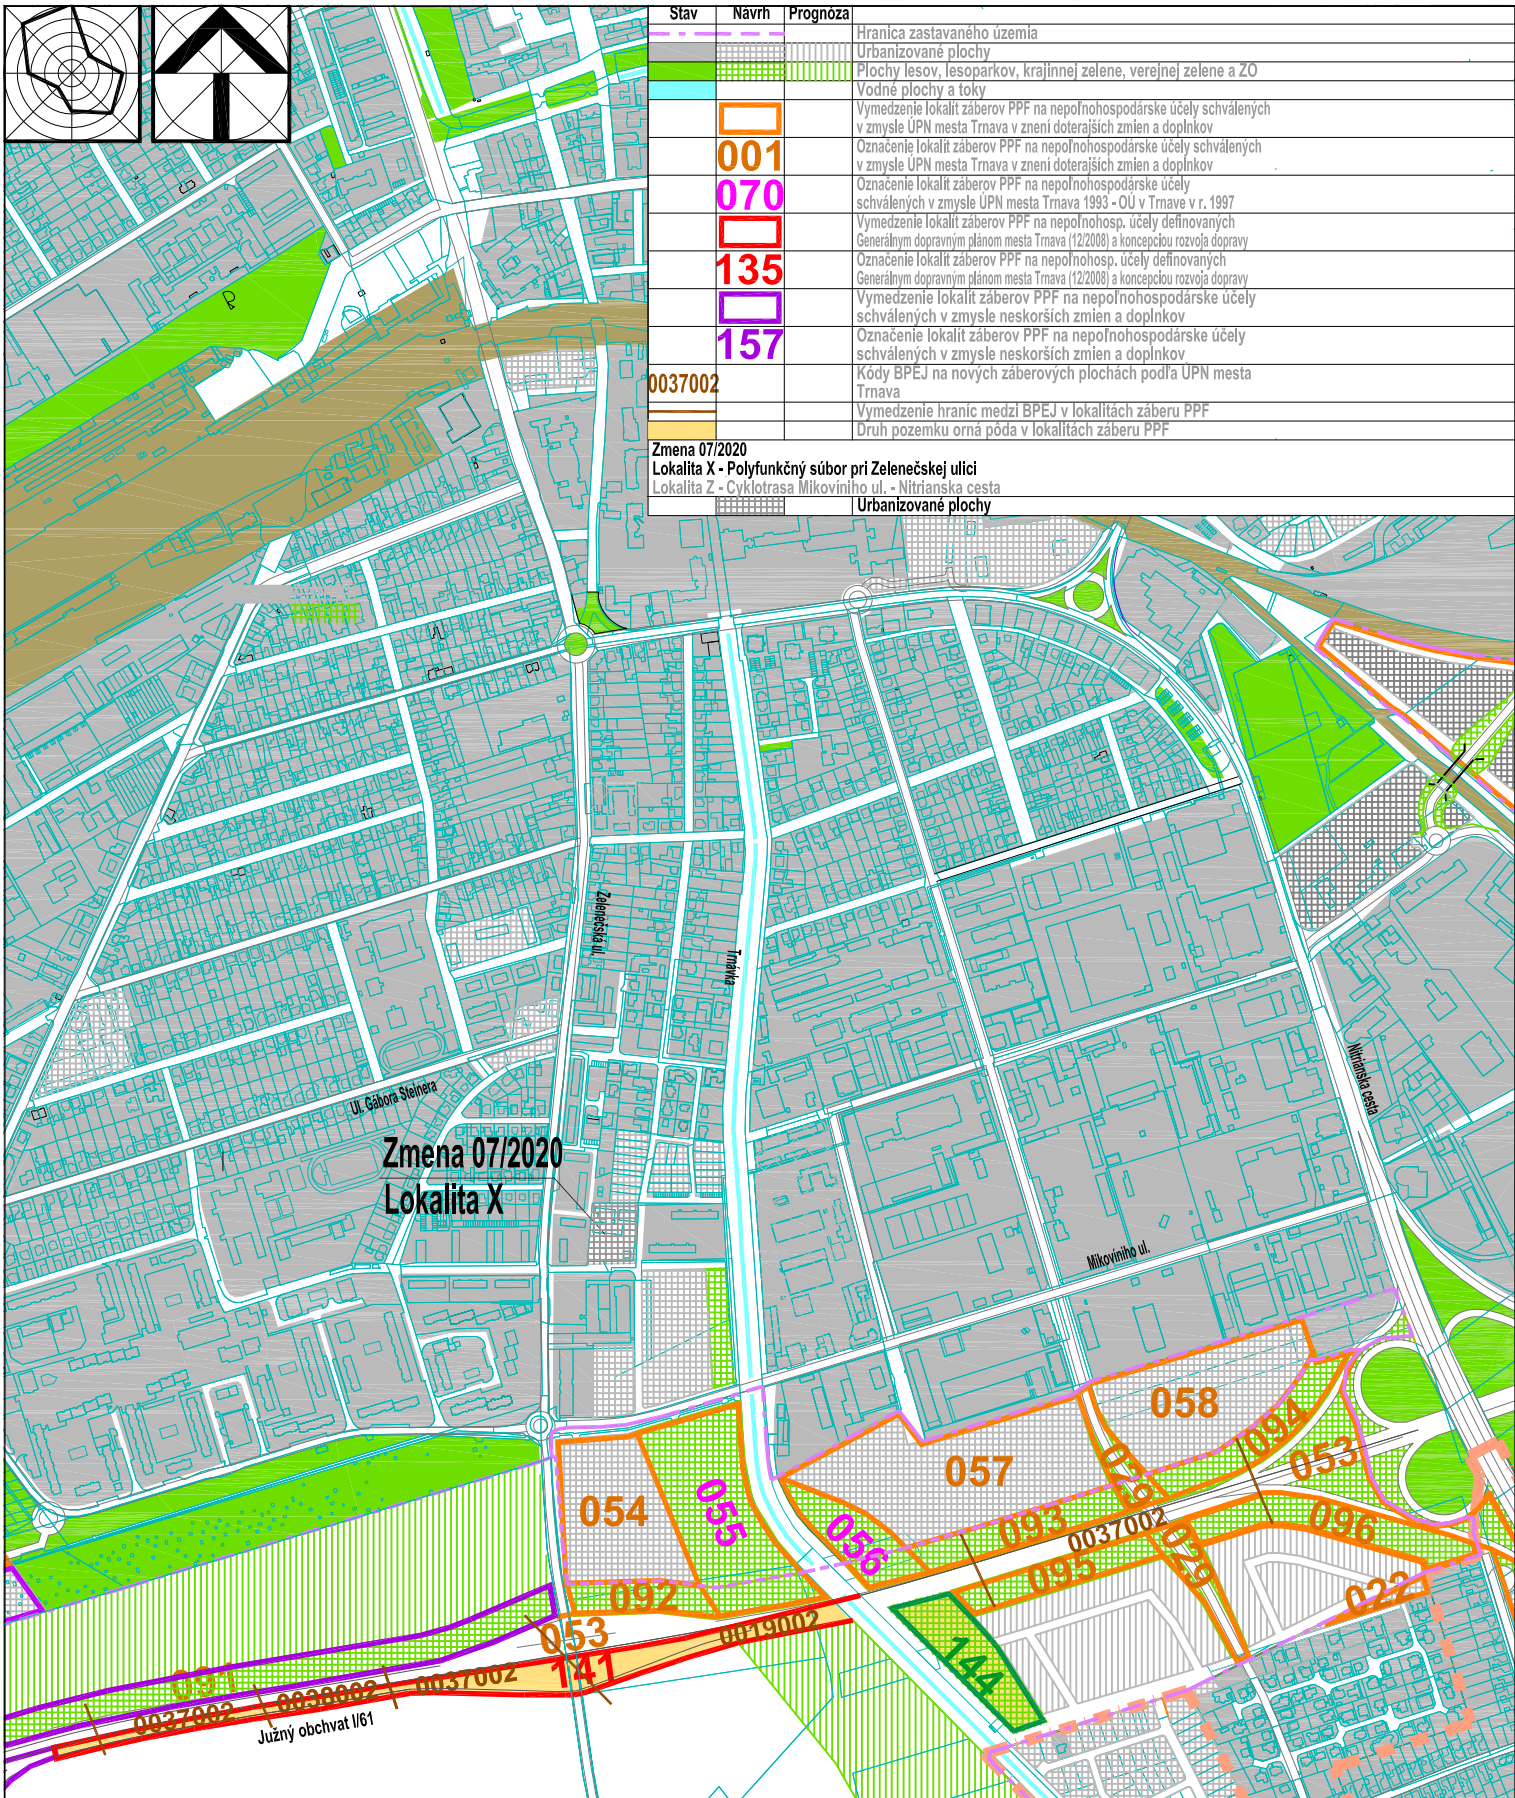 Stav Návrh Prognóza
Hranica zastavaného územia
Urbanizované plochy
Plochy lesov, lesoparkov, krajinnej zelene, verejnej zelene a ZO
Vodné plochy a toky
Vymedzenie lokalít záberov PPF na nepoľnohospodárske účely schválených
v zmysle ÚPN mesta Trnava v znení doterajších zmien a doplnkov
001
Označenie lokalít záberov PPF na nepoľnohospodárske účely schválených
v zmysle ÚPN mesta Trnava v znení doterajších zmien a doplnkov
070
Označenie lokalít záberov PPF na nepoľnohospodárske účely
schválených v zmysle ÚPN mesta Trnava 1993 - OÚ v Trnave v r. 1997
Vymedzenie lokalít záberov PPF na nepoľnohosp. účely definovaných
Generálnym dopravným plánom mesta Trnava (12/2008) a koncepciou rozvoja dopravy
135
Označenie lokalít záberov PPF na nepoľnohosp. účely definovaných
Generálnym dopravným plánom mesta Trnava (12/2008) a koncepciou rozvoja dopravy
Vymedzenie lokalít záberov PPF na nepoľnohospodárske účely
schválených v zmysle neskorších zmien a doplnkov
157
Označenie lokalít záberov PPF na nepoľnohospodárske účely
schválených v zmysle neskorších zmien a doplnkov
0037002
Kódy BPEJ na nových záberových plochách podľa ÚPN mesta
Trnava
Vymedzenie hraníc medzi BPEJ v lokalitách záberu PPF
Druh pozemku orná pôda v lokalitách záberu PPF
Zmena 07/2020
Lokalita X - Polyfunkčný súbor pri Zelenečskej ulici
Lokalita Z - Cyklotrasa Mikovíniho ul. - Nitrianska cesta
Urbanizované plochy
Zelenečská ul.
Trnávka
Nitrianska cesta
Ul. Gábora Steinera
Zmena 07/2020
Lokalita X
Mikovíniho ul.
058
094
053
057
029
054
055
056
093
0037002
096
029
095
092
022
053
0019002
141
144
091
0037002
0038002
0037002
Južný obchvat I/61